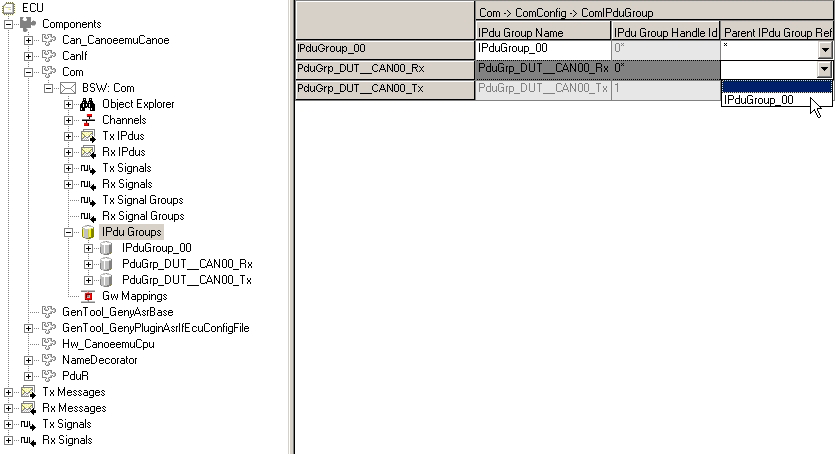 ECU
Components
Can_CanoeemuCanoe
CanIf
Com
BSW: Com
Object Explorer
Channels
Tx IPdus
Rx IPdus
Tx Signals
Rx Signals
Tx Signal Groups
Rx Signal Groups
IPdu Groups
IPduGroup_00
PduGrp_DUT__CAN00_Rx
PduGrp_DUT__CAN00_Tx
Gw Mappings
GenTool_GenyAsrBase
GenTool_GenyPluginAsrIfEcuConfigFile
Hw_CanoeemuCpu
NameDecorator
PduR
Tx Messages
Rx Messages
Tx Signals
Rx Signals
Com -> ComConfig -> ComIPduGroup
IPdu Group Name IPdu Group Handle Id Parent IPdu Group Ref
IPduGroup_00 IPduGroup_00 0* *
PduGrp_DUT__CAN00_Rx PduGrp_DUT__CAN00_Rx 0*
PduGrp_DUT__CAN00_Tx PduGrp_DUT__CAN00_Tx 1
IPduGroup_00